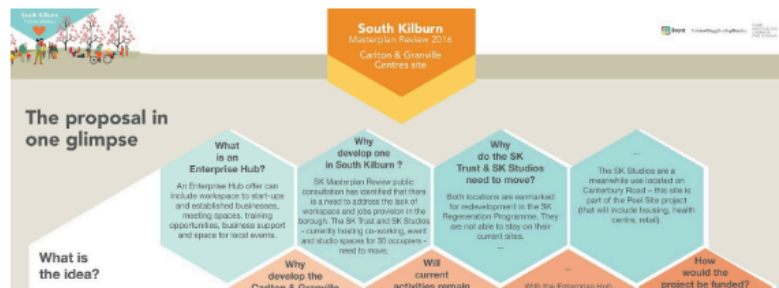 South Kilburn
South Kilburn
Masterplan Review 2016
Carlton & Granville
Centres site
The proposal in
one glimpse
What
is an
Enterprise Hub?
An Enterprise Hub offer can
include workspace to start-ups
and established businesses,
meeting spaces, training
opportunities, business support
and space for local events.
Why
develop one
in South Kilburn ?
SK Masterplan Review public
consultation has identified that there
is a need to address the lack of
workspace and jobs provision in the
borough. The SK Trust and SK Studios
- currently hosting co-working, event
and studio spaces for 30 occupiers -
need to move.
Why
do the SK
Trust & SK Studios
need to move?
Both locations are earmarked
for redevelopment in the SK
Regeneration Programme. They
are not able to stay on their
current sites.
—
—
The SK Studios are a
meanwhile use located on
Canterbury Road – this site is
part of the Peel Site project
(that will include housing, health
centre, retail).
What is
the idea?
Why
develop the
Carlton & Granville
Will
current
activities remain
—
With the Enterprise Hub
How
would the
project be funded?